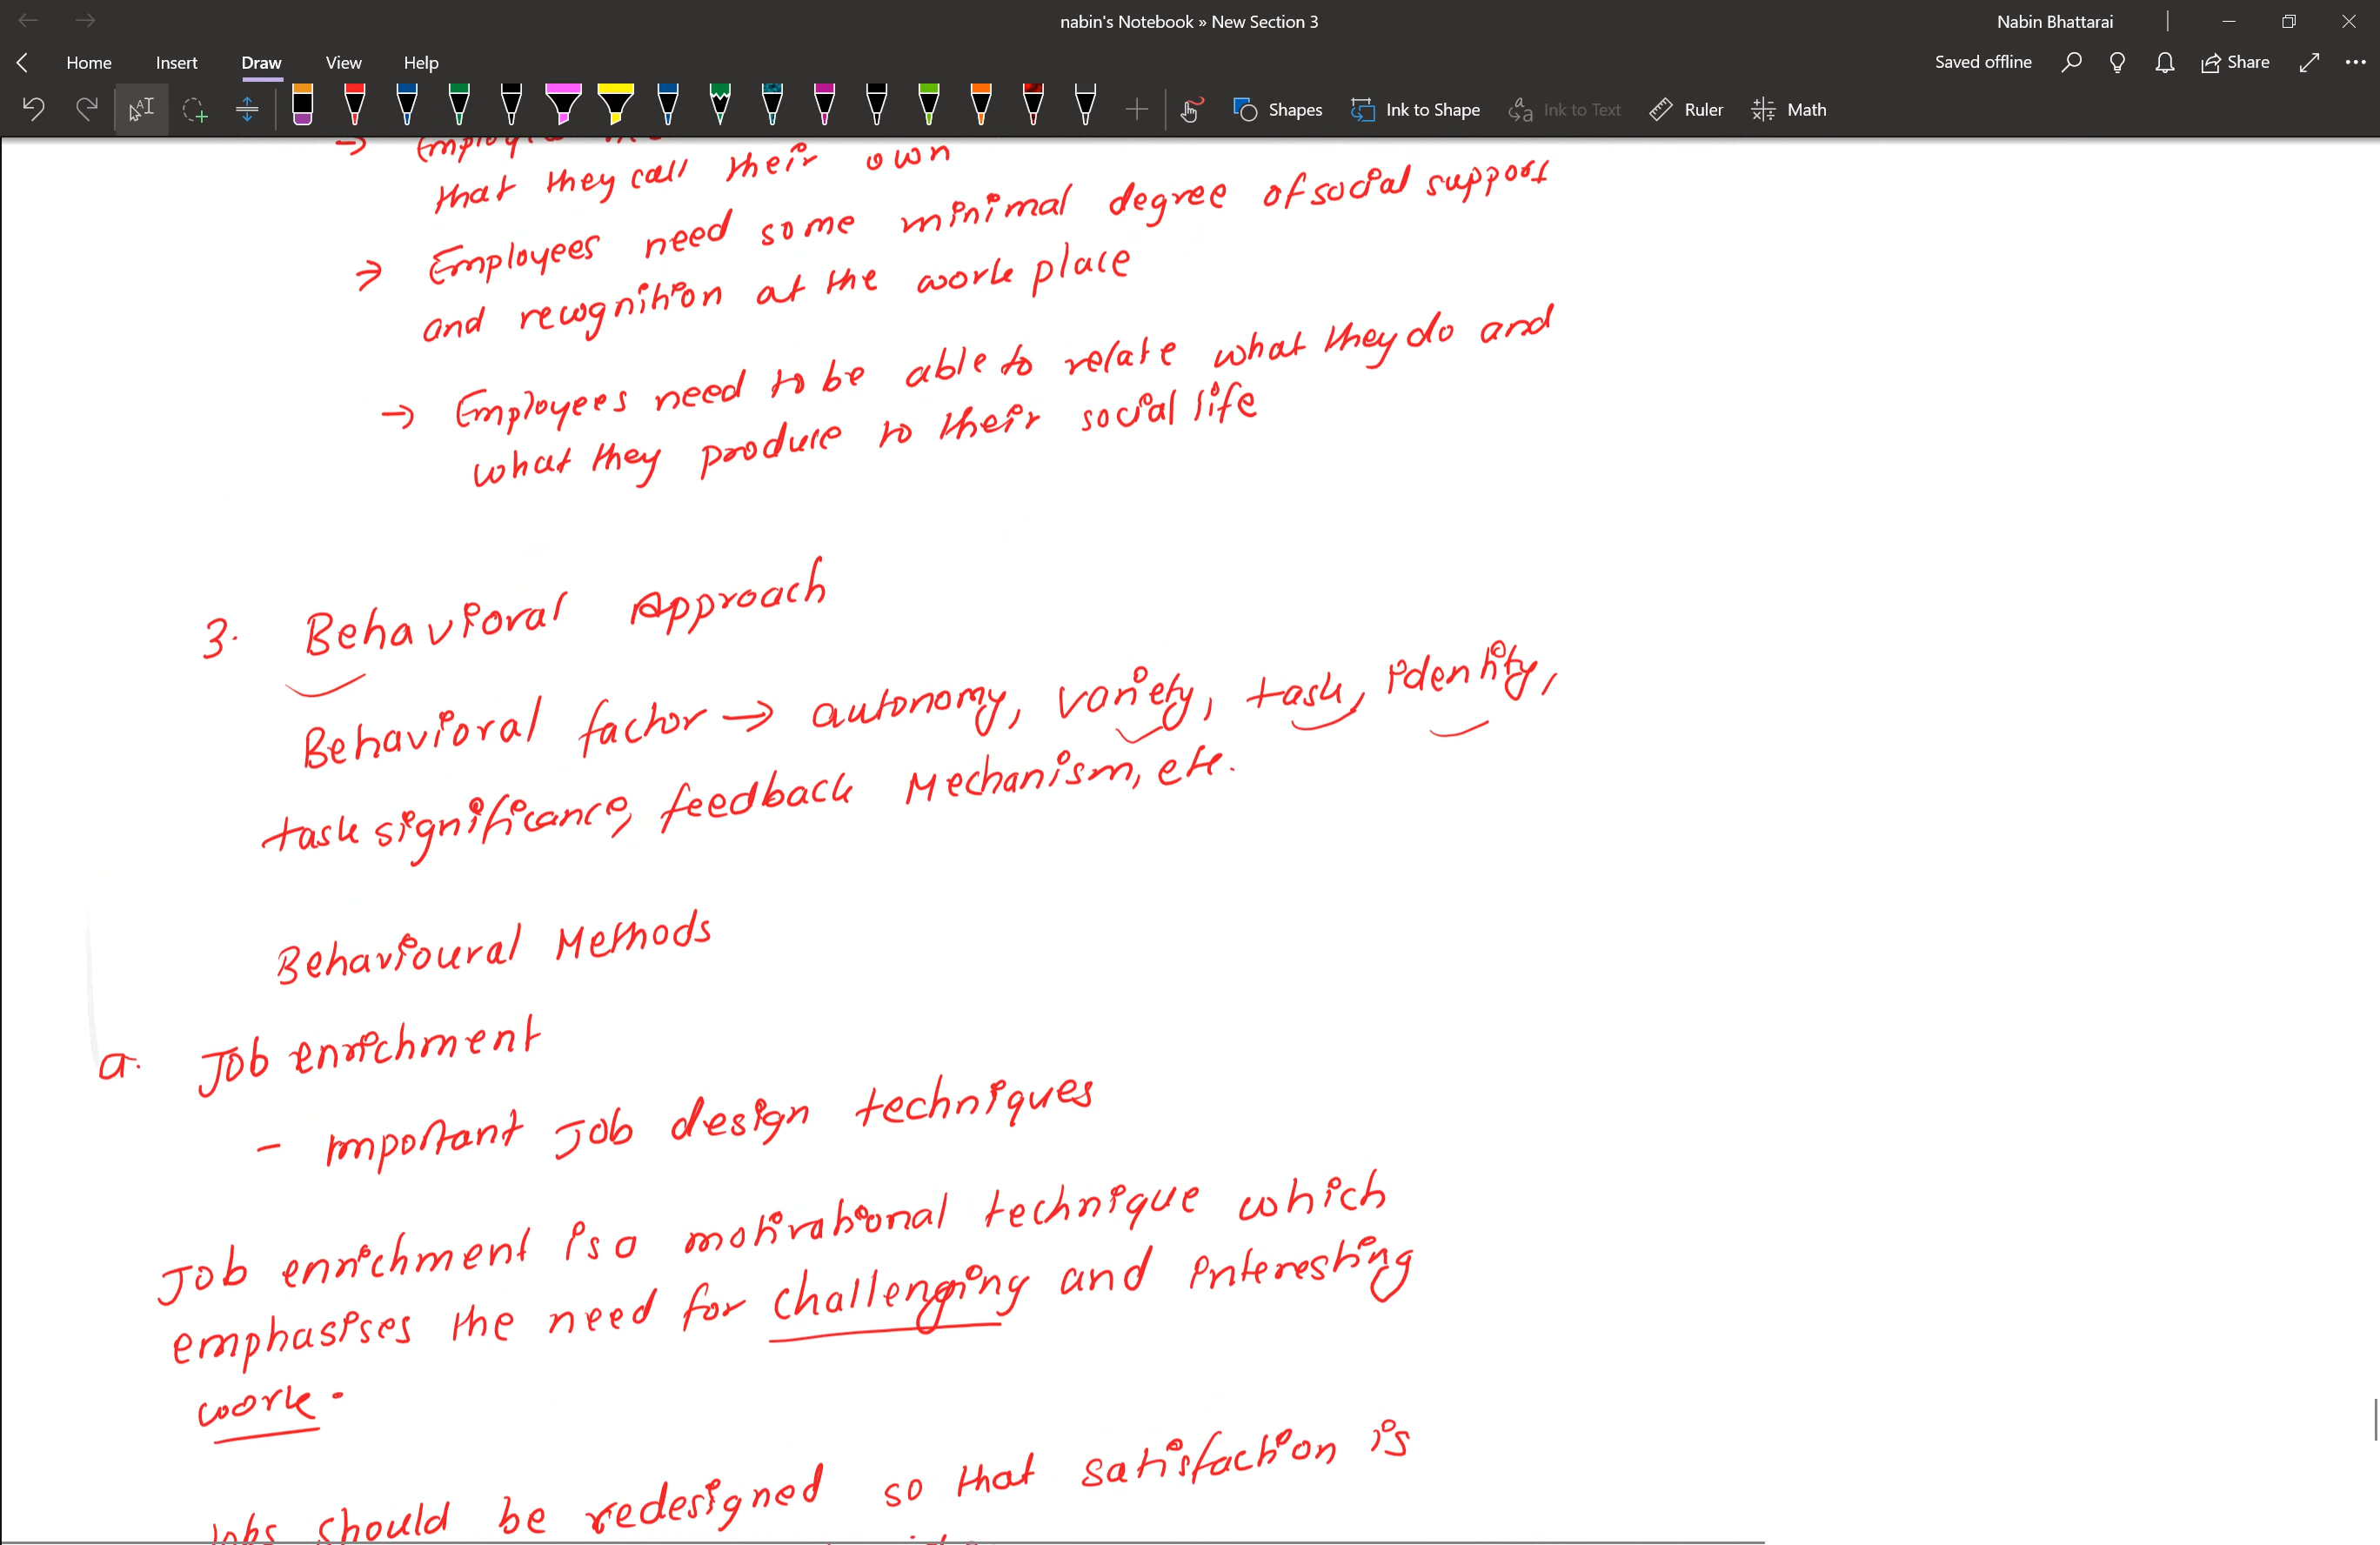 nabin's Notebook » New Section 3
Nabin Bhattarai
Home Insert Draw View Help
Saved offline
Share
Shapes
Ink to Shape
Ink to Text
Ruler
Math
→
that they call their own
→ Employees need some minimal degree of social support
and recognition at the work place
→ Employees need to be able to relate what they do and
what they produce to their social life
3. Behavioral Approach
Behavioral factor → autonomy, variety, task, identity,
task significance, feedback Mechanism, etc.
Behavioural Methods
a. Job enrichment
- important Job design techniques
Job enrichment is a motivational technique which
emphasises the need for challenging and interesting
work.
Jobs should be redesigned so that satisfaction is